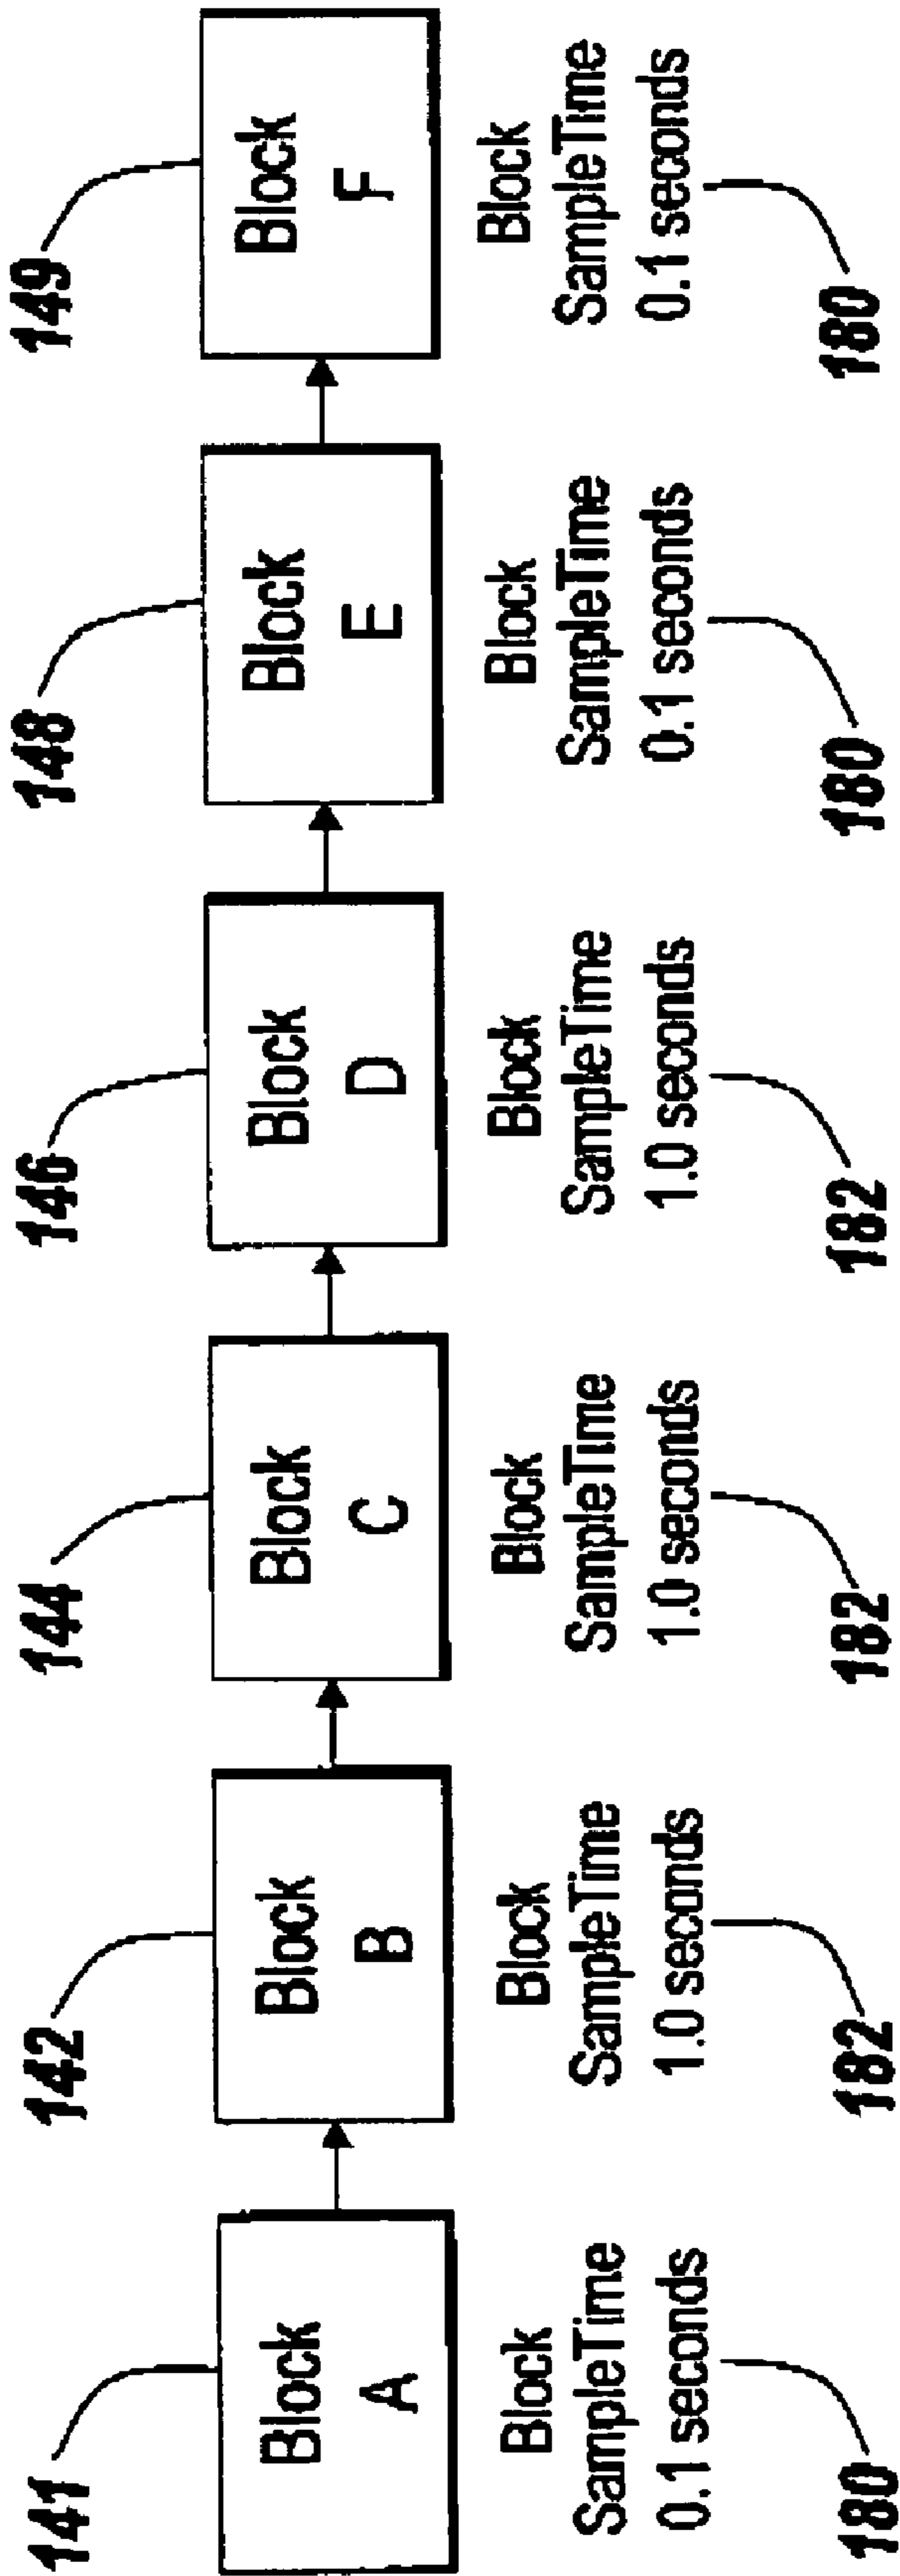 141
142
144
146
148
149
Block
A
Block
B
Block
C
Block
D
Block
E
Block
F
Block
SampleTime
0.1 seconds
Block
SampleTime
1.0 seconds
Block
SampleTime
1.0 seconds
Block
SampleTime
1.0 seconds
Block
SampleTime
0.1 seconds
Block
SampleTime
0.1 seconds
180
182
182
182
180
180